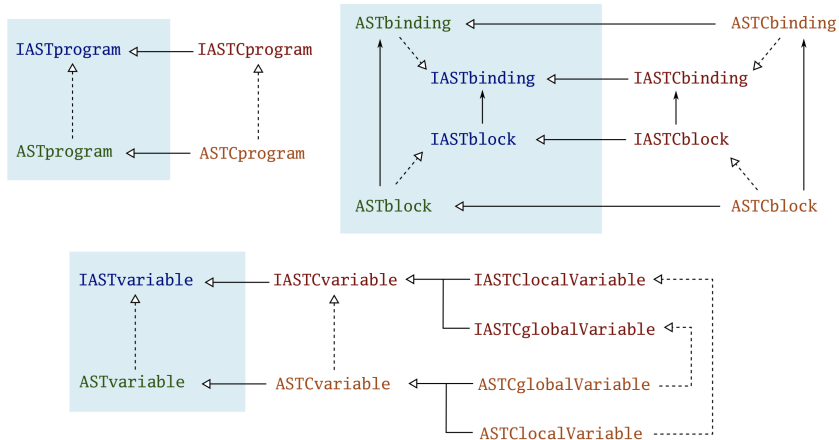 IASTprogram IASTCprogram
ASTprogram ASTCprogram
ASTbinding ASTCbinding
IASTbinding IASTCbinding
IASTblock IASTCblock
ASTblock ASTCblock
IASTvariable IASTCvariable IASTClocalVariable
IASTCglobalVariable
ASTvariable ASTCvariable ASTCglobalVariable
ASTClocalVariable